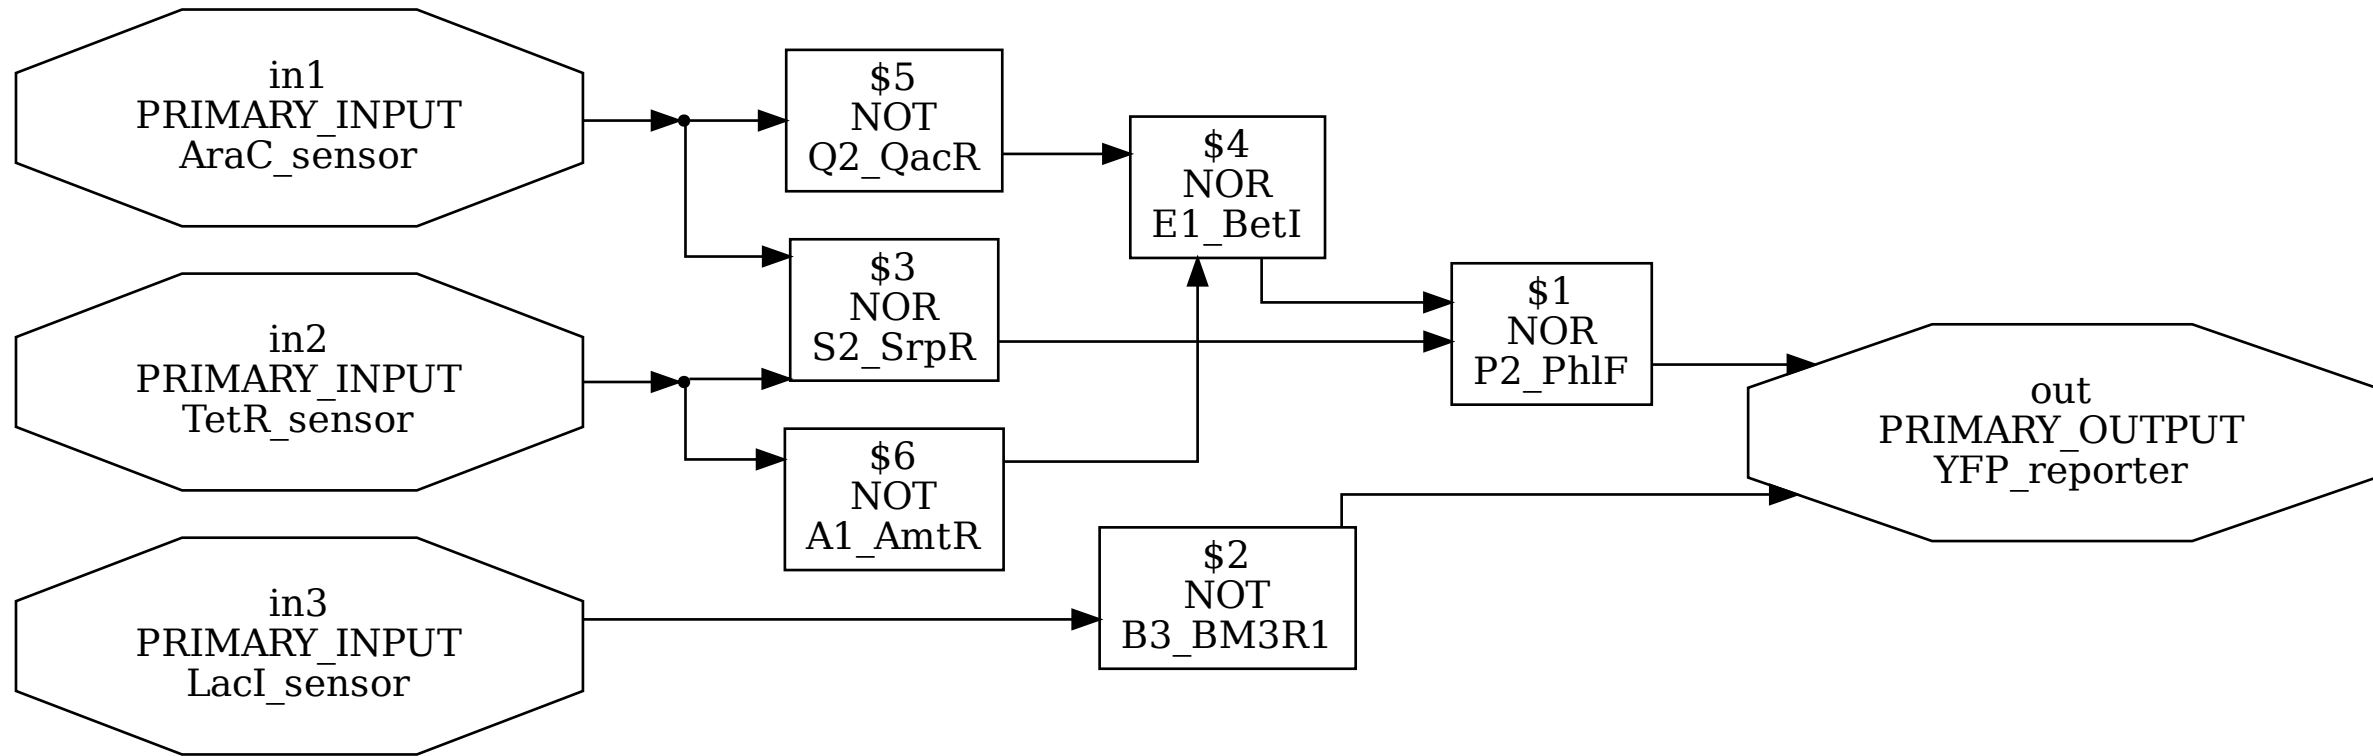 in1
PRIMARY_INPUT
AraC_sensor
$5
NOT
Q2_QacR
$4
NOR
E1_BetI
in2
PRIMARY_INPUT
TetR_sensor
$3
NOR
S2_SrpR
$1
NOR
P2_PhlF
out
PRIMARY_OUTPUT
YFP_reporter
$6
NOT
A1_AmtR
in3
PRIMARY_INPUT
LacI_sensor
$2
NOT
B3_BM3R1